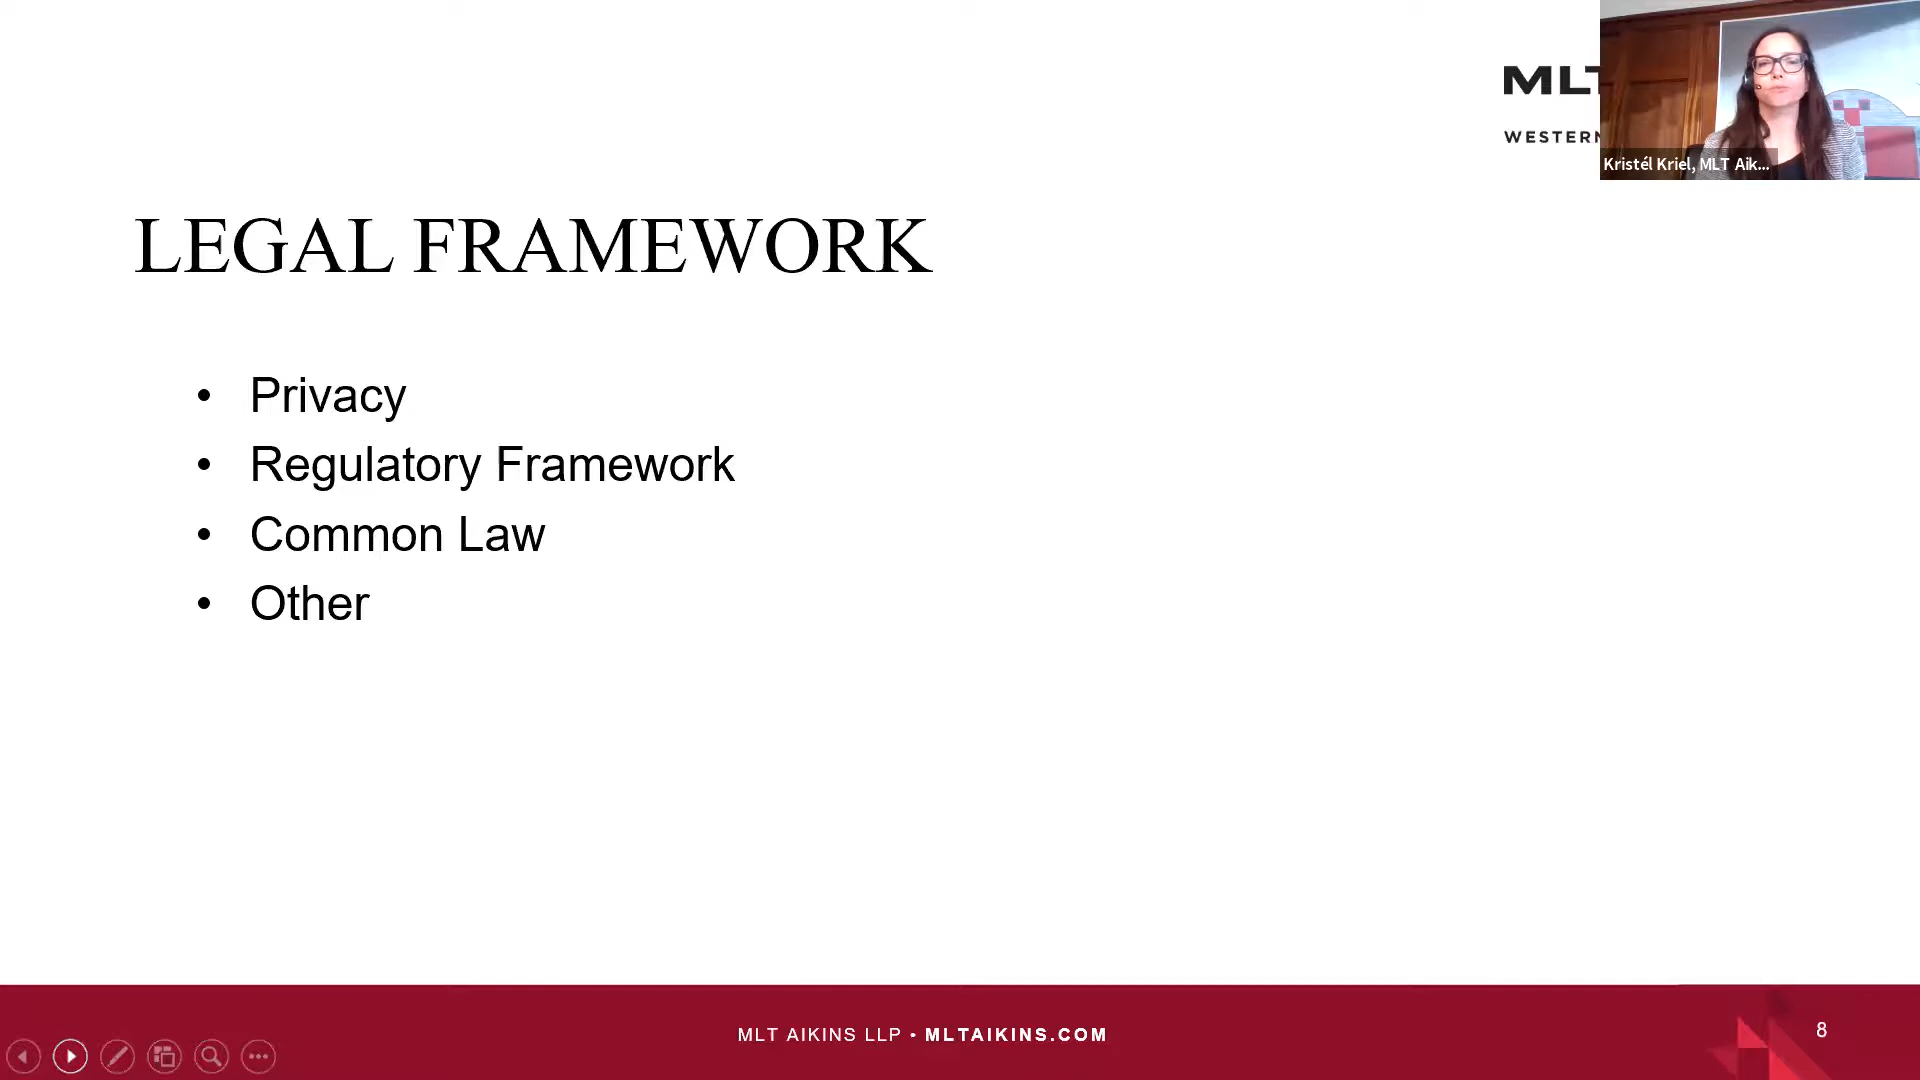 MLT
WESTERN
Kristél Kriel, MLT Aik...
LEGAL FRAMEWORK
• Privacy
• Regulatory Framework
• Common Law
• Other
MLT AIKINS LLP • MLTAIKINS.COM
8